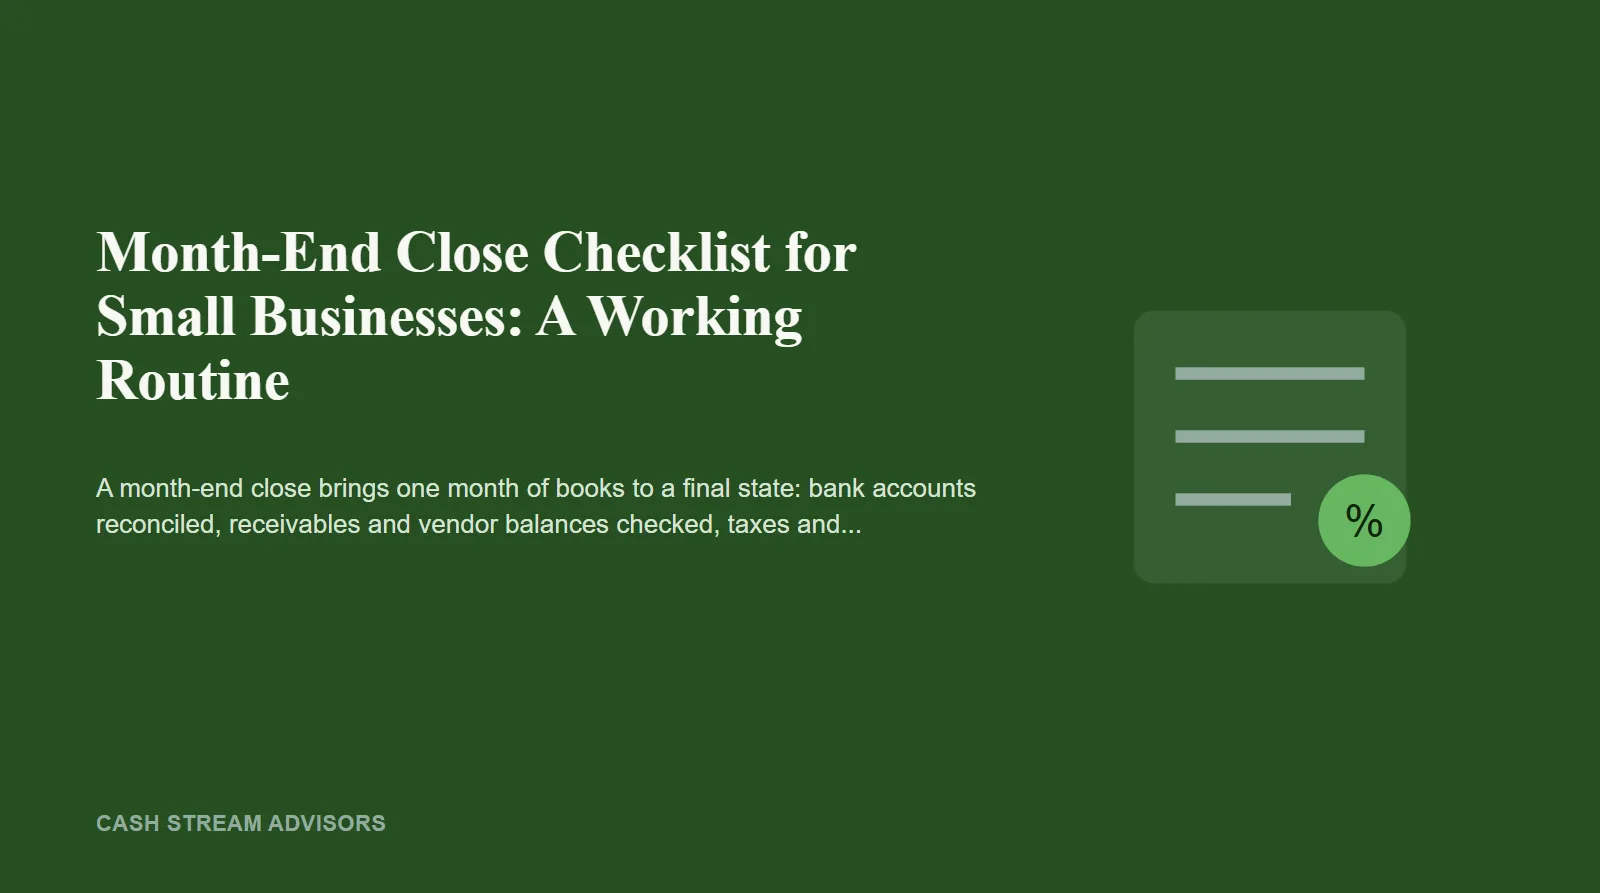 Month-End Close Checklist for
Small Businesses: A Working
Routine
A month-end close brings one month of books to a final state: bank accounts
reconciled, receivables and vendor balances checked, taxes and...
%
CASH STREAM ADVISORS